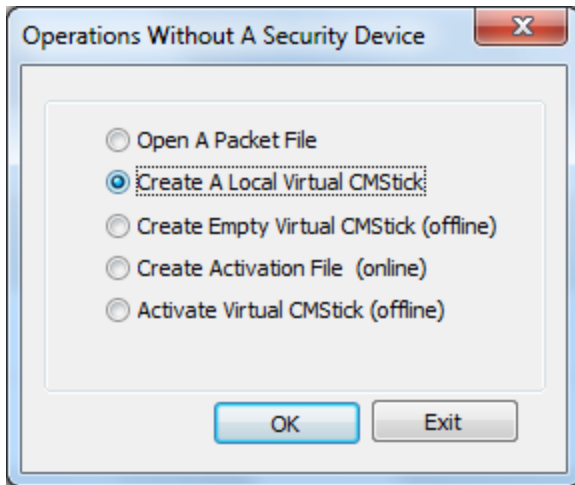 Operations Without A Security Device
Open A Packet File
Create A Local Virtual CMStick
Create Empty Virtual CMStick (offline)
Create Activation File (online)
Activate Virtual CMStick (offline)
OK
Exit